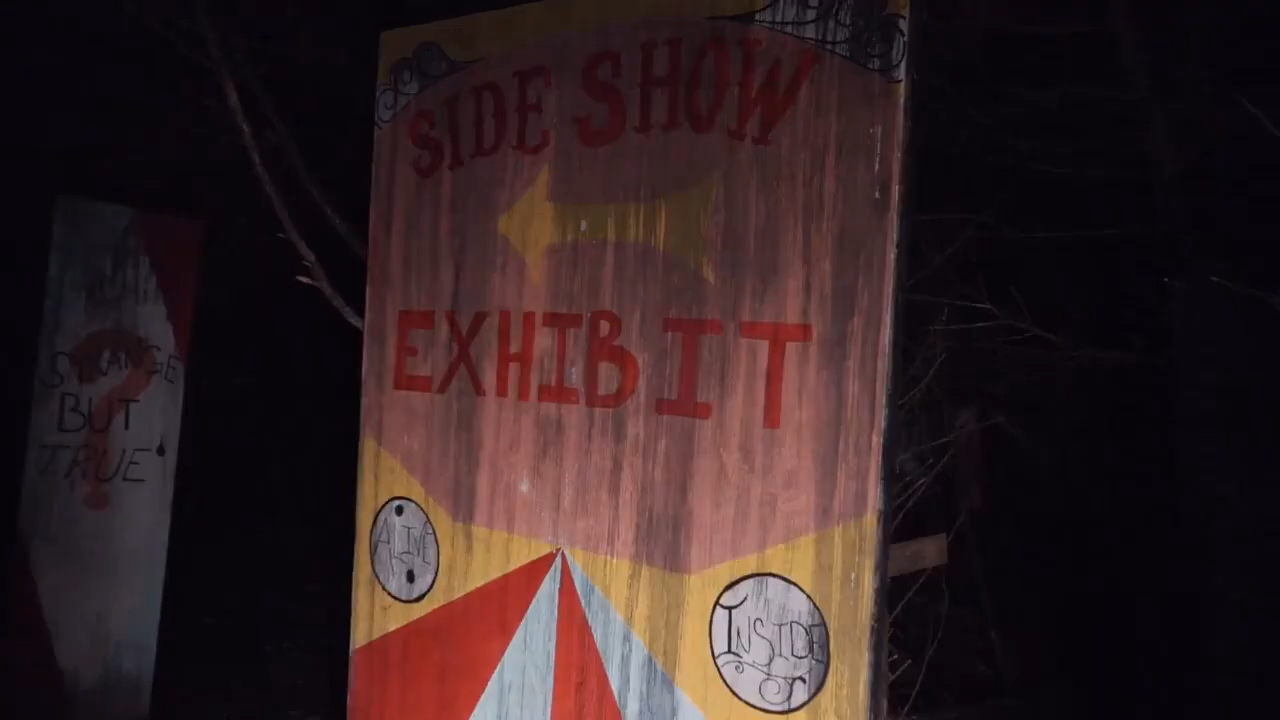 SIDE SHOW
EXHIBIT
ALIVE
INSIDE
STRANGE
BUT
TRUE